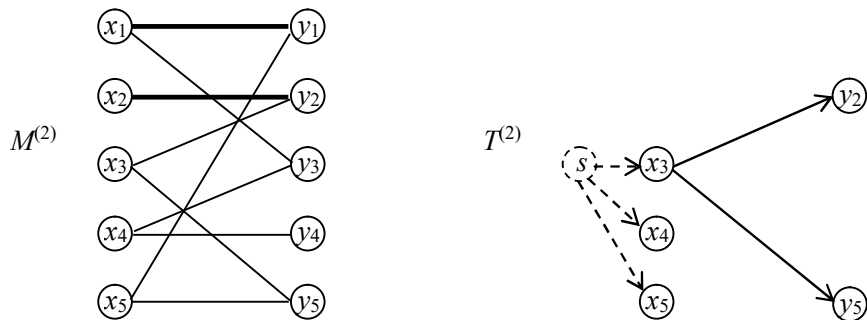 x₁ y₁
x₂ y₂ y₂
M⁽²⁾ x₃ y₃ T⁽²⁾ s x₃
x₄ y₄ x₄
x₅ y₅ x₅ y₅